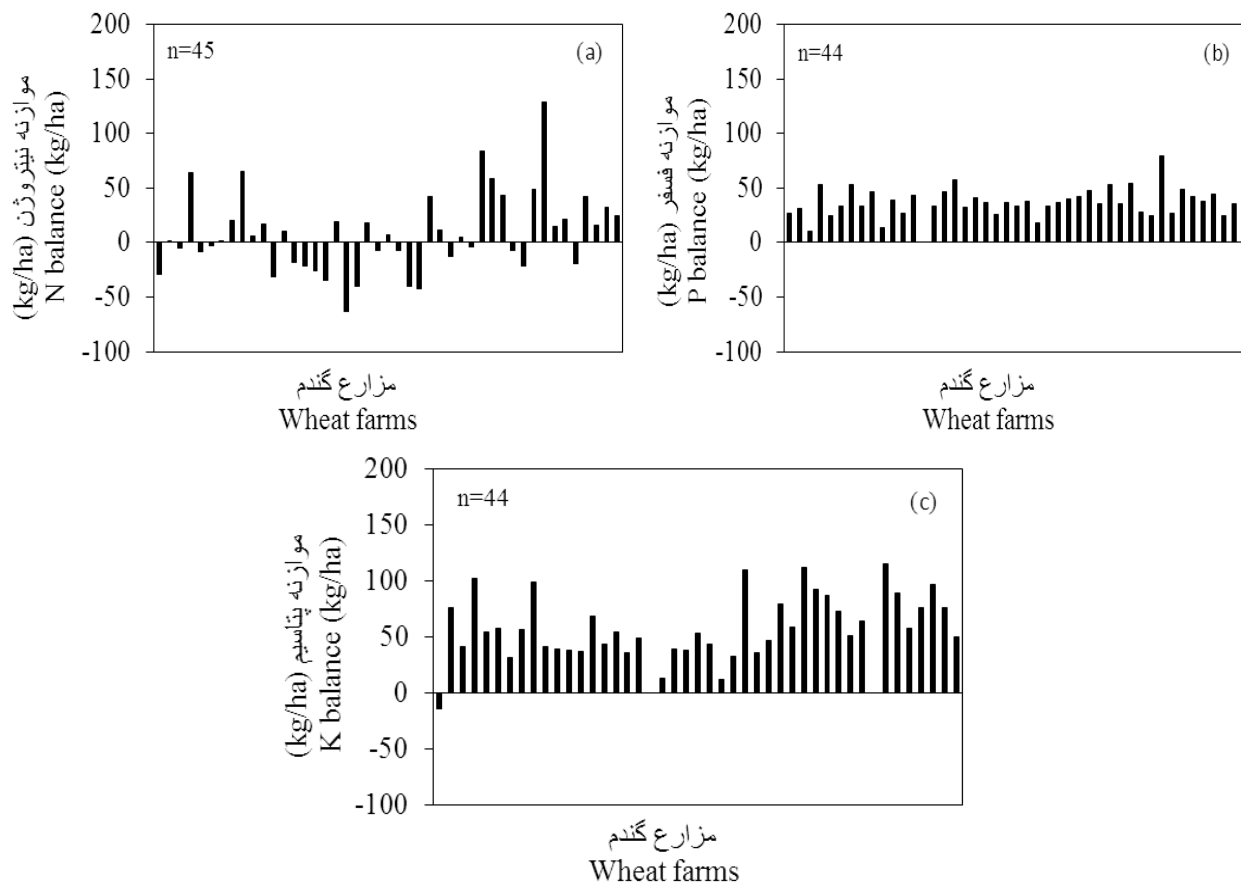 200
150
100
50
0
-50
-100
n=45
(a)
موازنه نیتروژن (kg/ha)
N balance (kg/ha)
مزارع گندم
Wheat farms
200
150
100
50
0
-50
-100
n=44
(b)
موازنه فسفر (kg/ha)
P balance (kg/ha)
مزارع گندم
Wheat farms
200
150
100
50
0
-50
-100
n=44
(c)
موازنه پتاسیم (kg/ha)
K balance (kg/ha)
مزارع گندم
Wheat farms